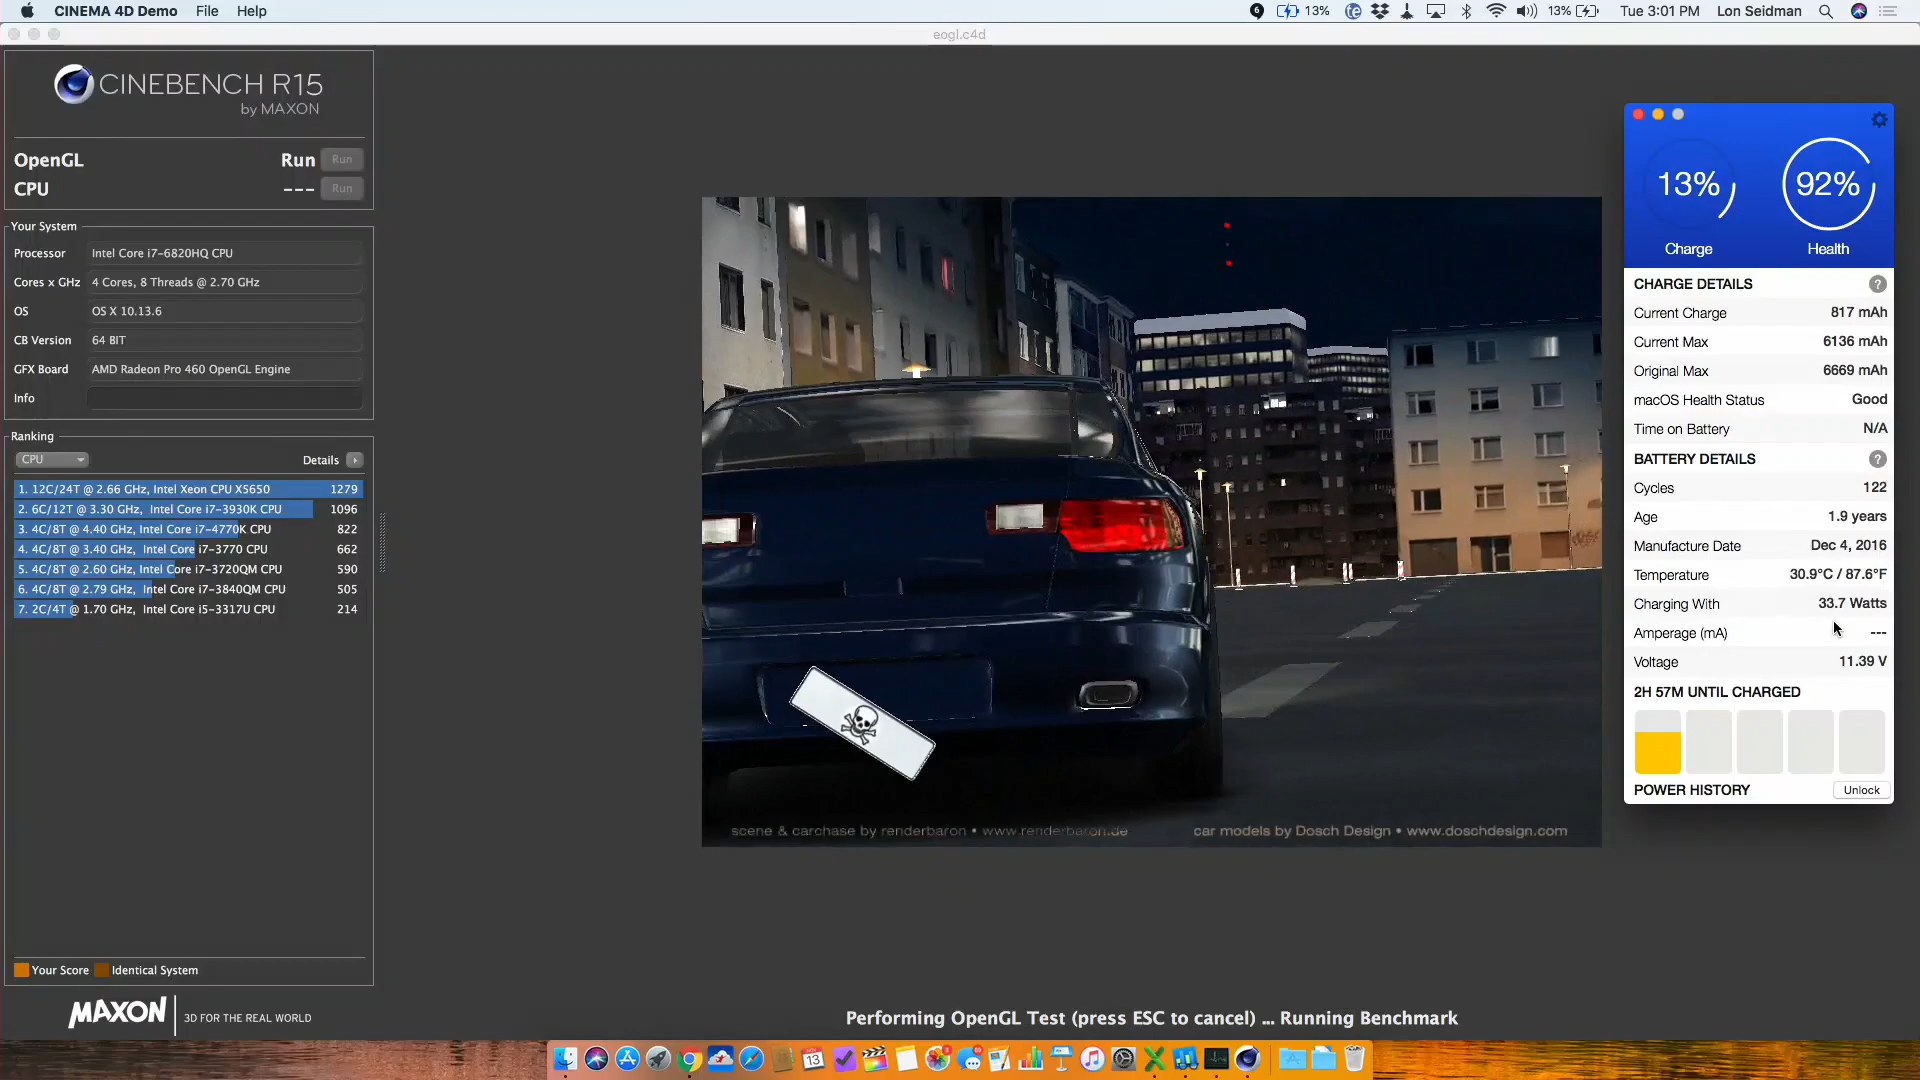 CINEMA 4D Demo File Help
6 13% te 13% Tue 3:01 PM Lon Seidman
eogl.c4d
CINEBENCH R15
by MAXON
OpenGL Run Run
CPU --- Run
Your System
Processor Intel Core i7-6820HQ CPU
Cores x GHz 4 Cores, 8 Threads @ 2.70 GHz
OS OS X 10.13.6
CB Version 64 BIT
GFX Board AMD Radeon Pro 460 OpenGL Engine
Info
Ranking
CPU Details
1. 12C/24T @ 2.66 GHz, Intel Xeon CPU X5650 1279
2. 6C/12T @ 3.30 GHz, Intel Core i7-3930K CPU 1096
3. 4C/8T @ 4.40 GHz, Intel Core i7-4770K CPU 822
4. 4C/8T @ 3.40 GHz, Intel Core i7-3770 CPU 662
5. 4C/8T @ 2.60 GHz, Intel Core i7-3720QM CPU 590
6. 4C/8T @ 2.79 GHz, Intel Core i7-3840QM CPU 505
7. 2C/4T @ 1.70 GHz, Intel Core i5-3317U CPU 214
Your Score Identical System
MAXON 3D FOR THE REAL WORLD
scene & carchase by renderbaron • www.renderbaron.de car models by Dosch Design • www.doschdesign.com
Performing OpenGL Test (press ESC to cancel) ... Running Benchmark
13% 92%
Charge Health
CHARGE DETAILS ?
Current Charge 817 mAh
Current Max 6136 mAh
Original Max 6669 mAh
macOS Health Status Good
Time on Battery N/A
BATTERY DETAILS ?
Cycles 122
Age 1.9 years
Manufacture Date Dec 4, 2016
Temperature 30.9°C / 87.6°F
Charging With 33.7 Watts
Amperage (mA) ---
Voltage 11.39 V
2H 57M UNTIL CHARGED
POWER HISTORY Unlock
NOV
13